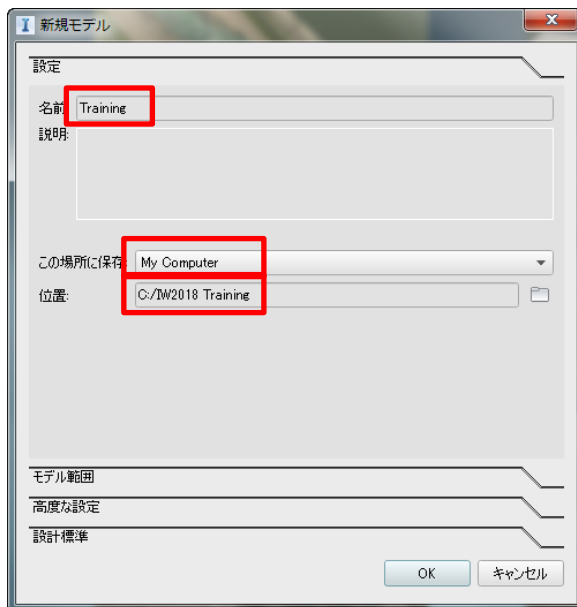 新規モデル
設定
名前 Training
説明:
この場所に保存: My Computer
位置: C:/IW2018 Training
モデル範囲
高度な設定
設計標準
OK キャンセル